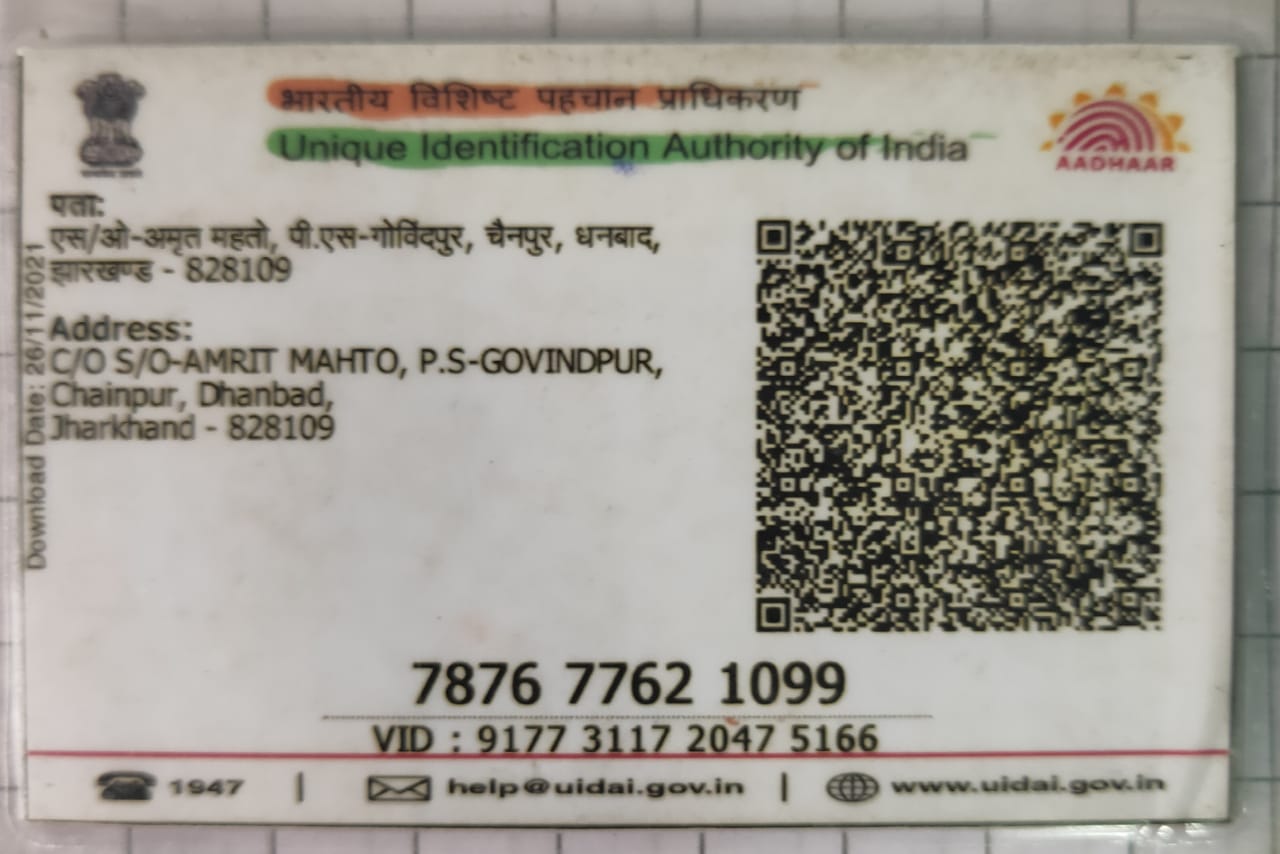 भारतीय विशिष्ट पहचान प्राधिकरण
Unique Identification Authority of India
AADHAAR
पता:
एस/ओ-अमृत महतो, पी.एस-गोविंदपुर, चैनपुर, धनबाद,
झारखण्ड - 828109
Address:
C/O S/O-AMRIT MAHTO, P.S-GOVINDPUR,
Chainpur, Dhanbad,
Jharkhand - 828109
Download Date: 26/11/2021
7876 7762 1099
VID : 9177 3117 2047 5166
1947 | help@uidai.gov.in | www.uidai.gov.in